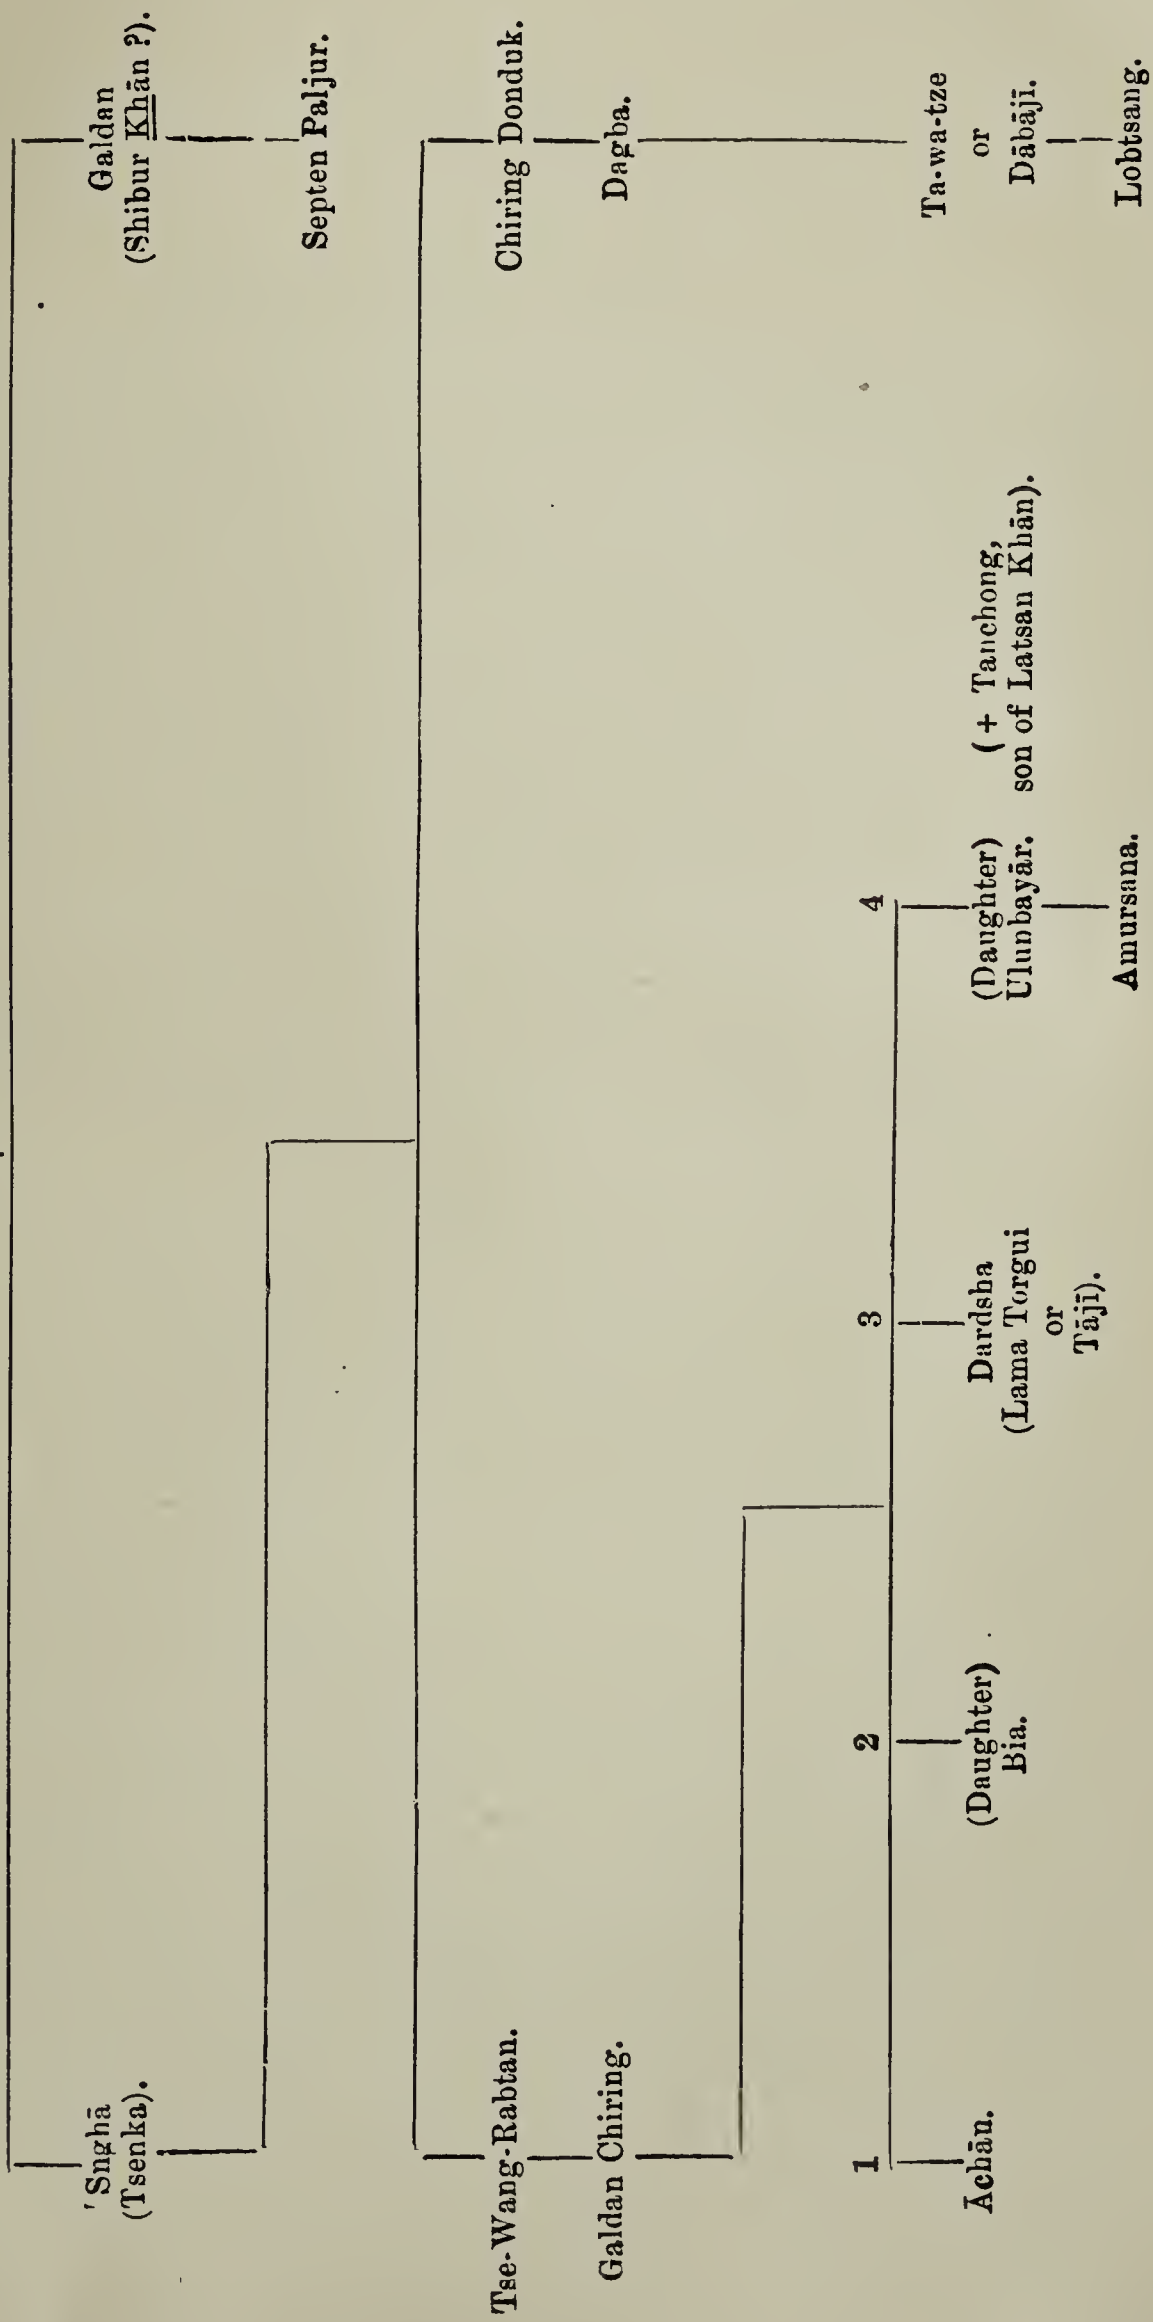 'Snghā
(Tsenka).
Galdan
(Shibur Khān ?).
Septen Paljur.
Tse-Wang-Rabtan.
Chiring Donduk.
Galdan Chiring.
Dagba.
1
2
3
4
Āchān.
(Daughter)
Bia.
Dardsha
(Lama Torgui
or
Tājī).
(Daughter)
Ulunbayār.
(+ Tanchong,
son of Latsan Khān).
Ta-wa-tze
or
Dābājī.
Amursana.
Lobtsang.